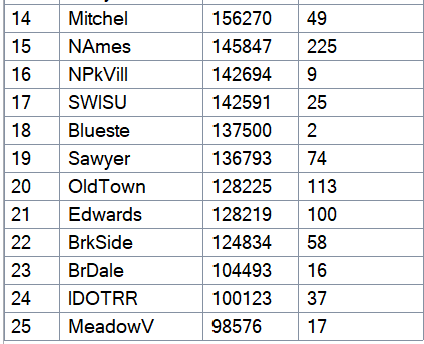 14 Mitchel 156270 49
15 NAmes 145847 225
16 NPkVill 142694 9
17 SWISU 142591 25
18 Blueste 137500 2
19 Sawyer 136793 74
20 OldTown 128225 113
21 Edwards 128219 100
22 BrkSide 124834 58
23 BrDale 104493 16
24 IDOTRR 100123 37
25 MeadowV 98576 17